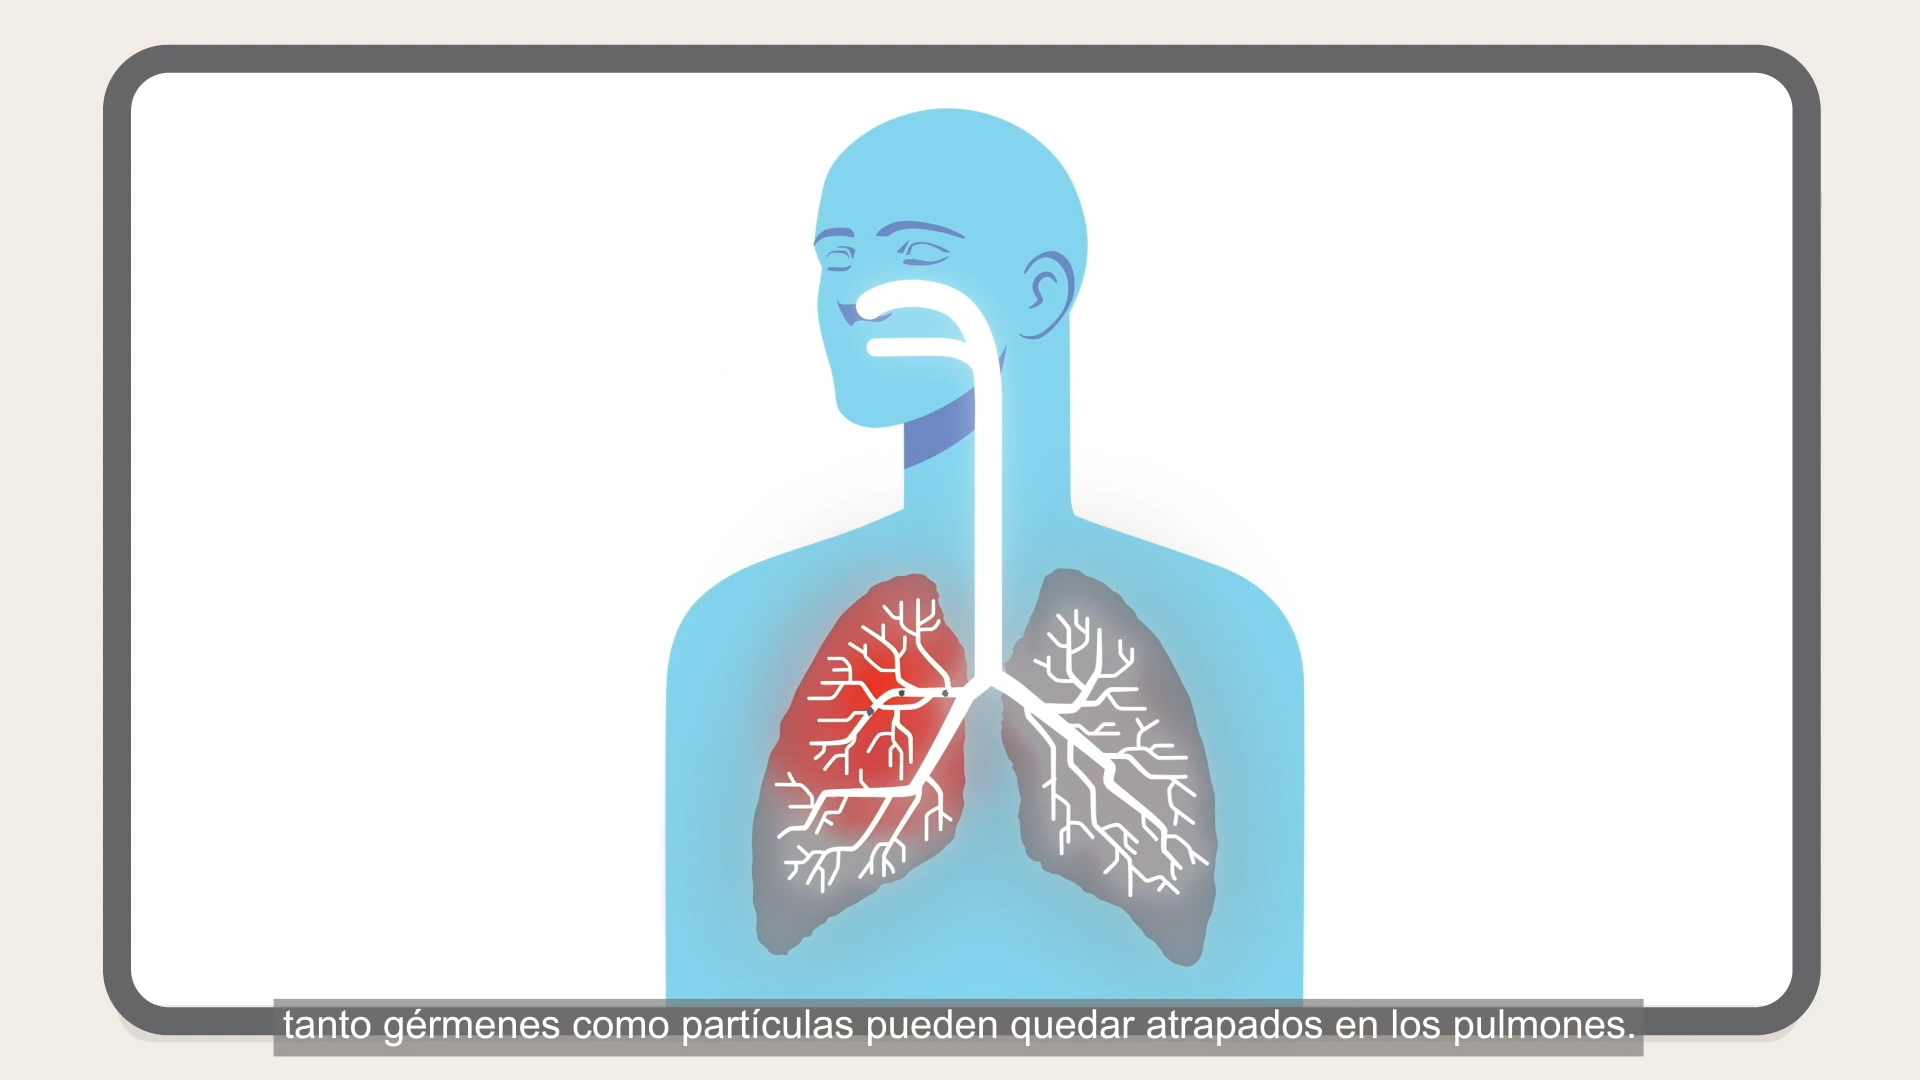 tanto gérmenes como partículas pueden quedar atrapados en los pulmones.